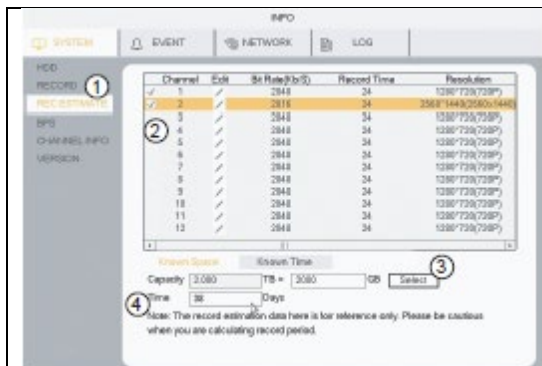 INFO
SYSTEM EVENT NETWORK LOG
HDD
RECORD
REC ESTIMATE
BPS
CHANNEL INFO
VERSION
1
2
3
4
Channel Edit Bit Rate(Kb/S) Record Time Resolution
1 2048 24 1280*720(720P)
2 2816 24 2560*1440(2560x1440)
3 2048 24 1280*720(720P)
4 2048 24 1280*720(720P)
5 2048 24 1280*720(720P)
6 2048 24 1280*720(720P)
7 2048 24 1280*720(720P)
8 2048 24 1280*720(720P)
9 2048 24 1280*720(720P)
10 2048 24 1280*720(720P)
11 2048 24 1280*720(720P)
12 2048 24 1280*720(720P)
Known Space Known Time
Capacity 2.000 TB = 2000 GB Select
Time Days
Note: The record estimation data here is for reference only. Please be cautious
when you are calculating record period.